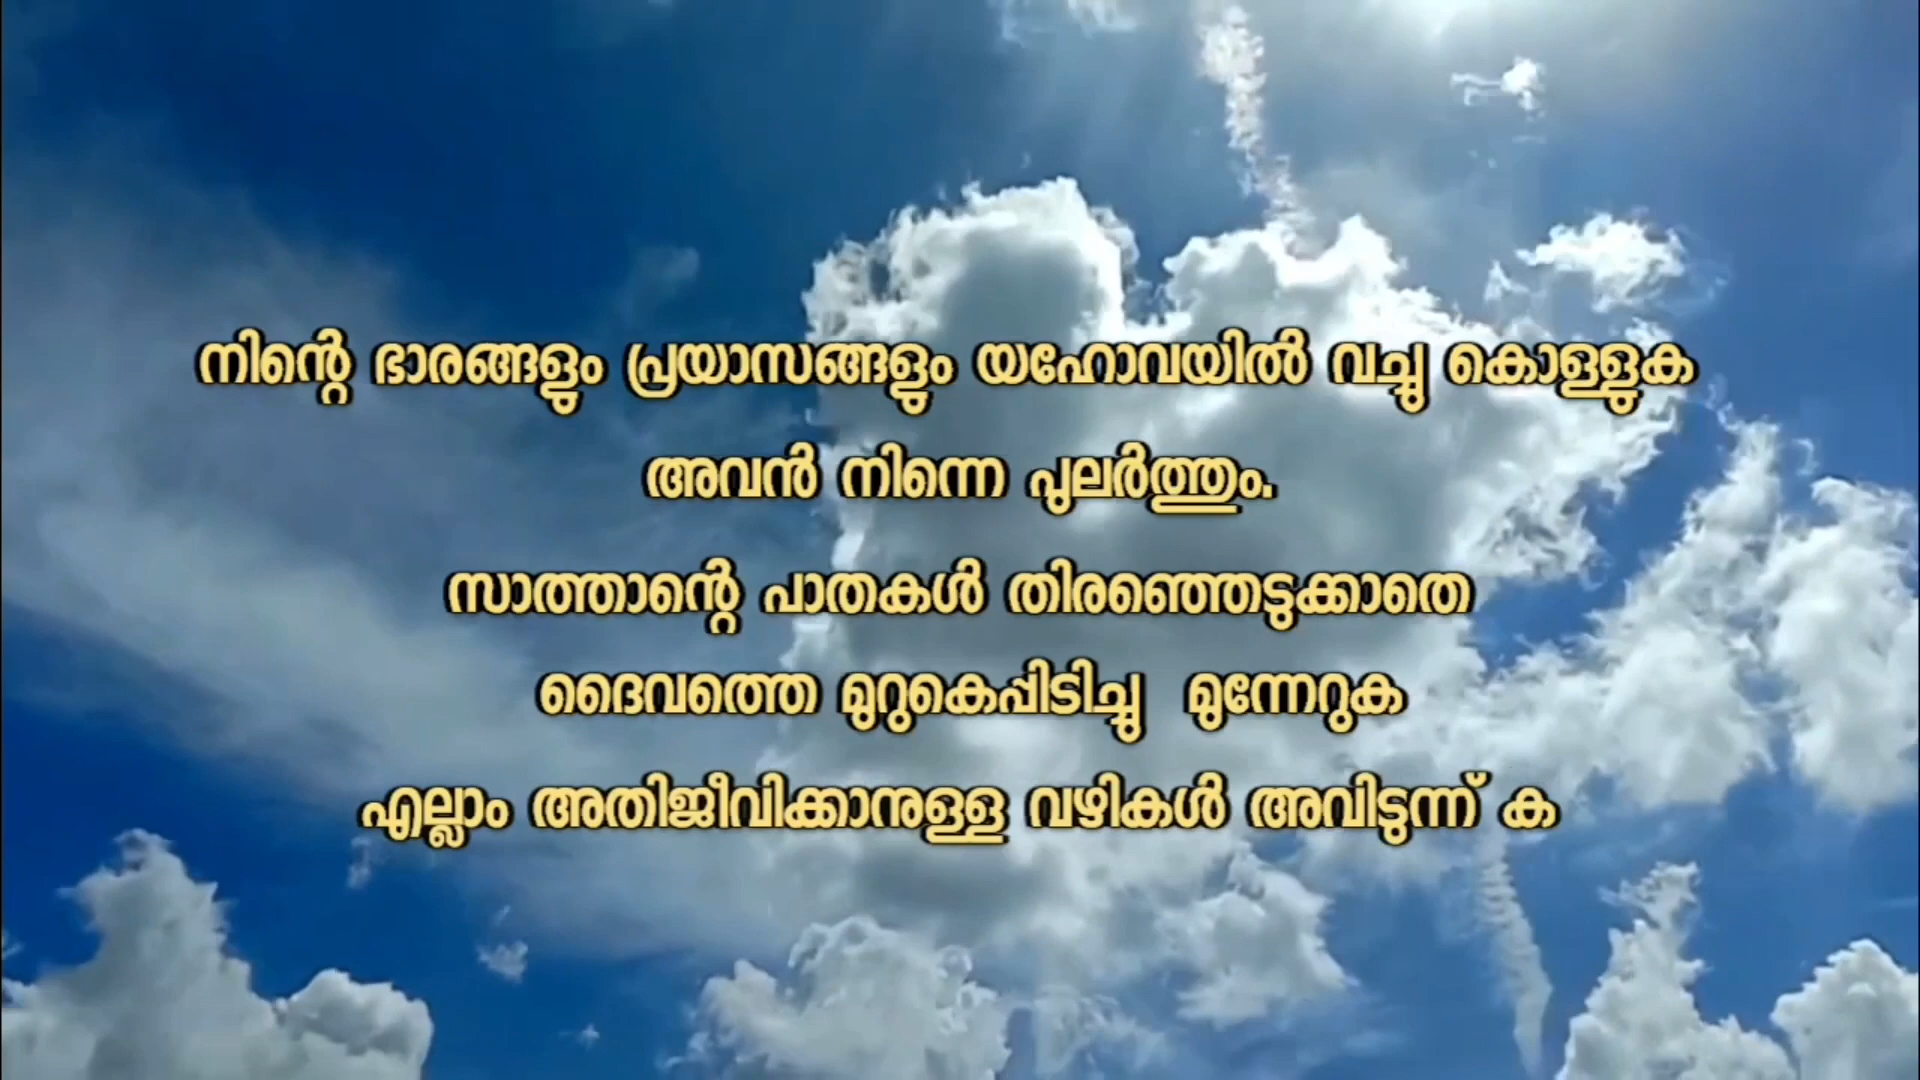 നിന്റെ ഭാരങ്ങളും പ്രയാസങ്ങളും യഹോവയിൽ വച്ചു കൊള്ളുക
അവൻ നിന്നെ പുലർത്തും.
സാത്താന്റെ പാതകൾ തിരഞ്ഞെടുക്കാതെ
ദൈവത്തെ മുറുകെപ്പിടിച്ചു മുന്നേറുക
എല്ലാം അതിജീവിക്കാനുള്ള വഴികൾ അവിടുന്ന് ക